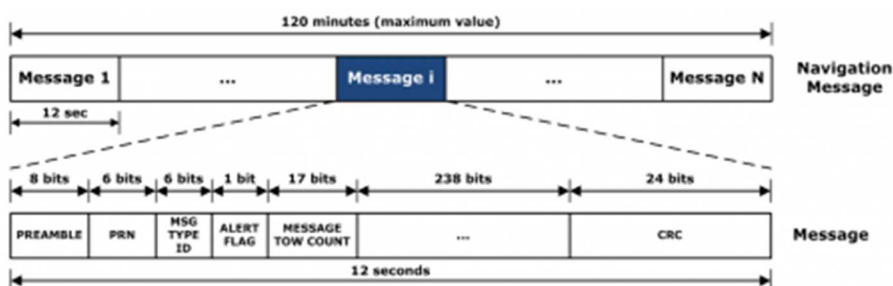 120 minutes (maximum value)
Message 1 ... Message i ... Message N
Navigation
Message
12 sec
8 bits 6 bits 6 bits 1 bit 17 bits 238 bits 24 bits
PREAMBLE PRN MSG TYPE ID ALERT FLAG MESSAGE TOW COUNT ... CRC
Message
12 seconds